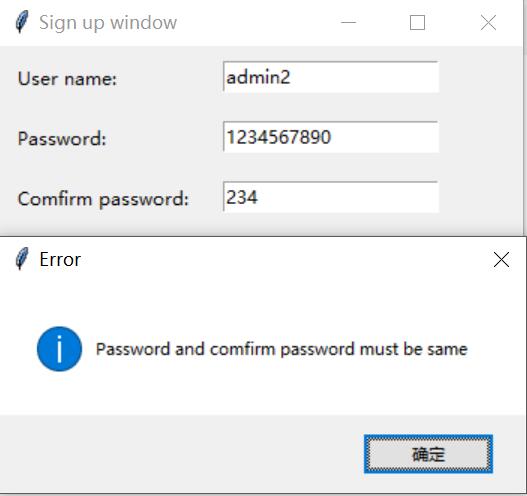 Sign up window
User name: admin2
Password: 1234567890
Comfirm password: 234
Error
Password and comfirm password must be same
确定